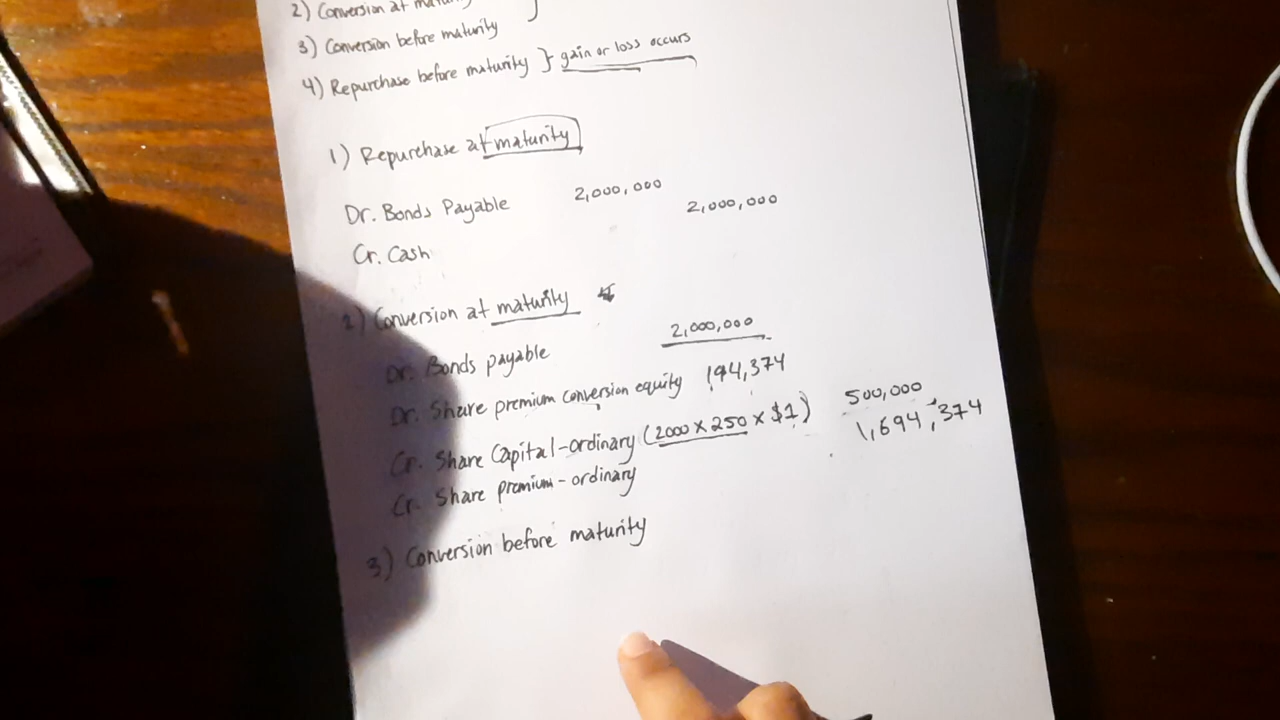 2) Conversion at maturity
3) Conversion before maturity
4) Repurchase before maturity } gain or loss occurs
1) Repurchase at maturity
Dr. Bonds Payable 2,000,000
Cr. Cash 2,000,000
2) Conversion at maturity
Dr. Bonds payable 2,000,000
Dr. Share premium conversion equity 194,374
Cr. Share Capital-ordinary (2000 x 250 x $1) 500,000
Cr. Share premium-ordinary 1,694,374
3) Conversion before maturity